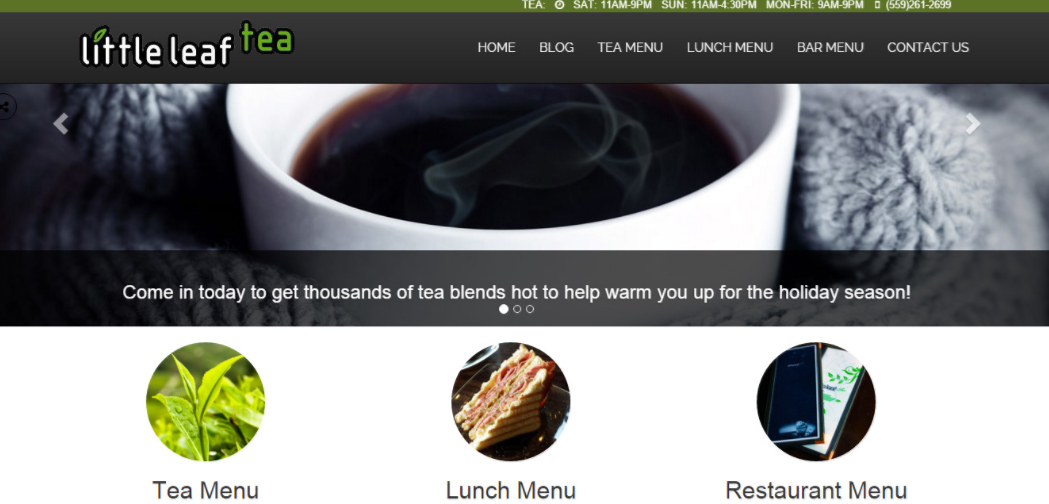 TEA: SAT: 11AM-9PM SUN: 11AM-4:30PM MON-FRI: 9AM-9PM (559)261-2699
little leaf tea
HOME BLOG TEA MENU LUNCH MENU BAR MENU CONTACT US
Come in today to get thousands of tea blends hot to help warm you up for the holiday season!
Tea Menu Lunch Menu Restaurant Menu